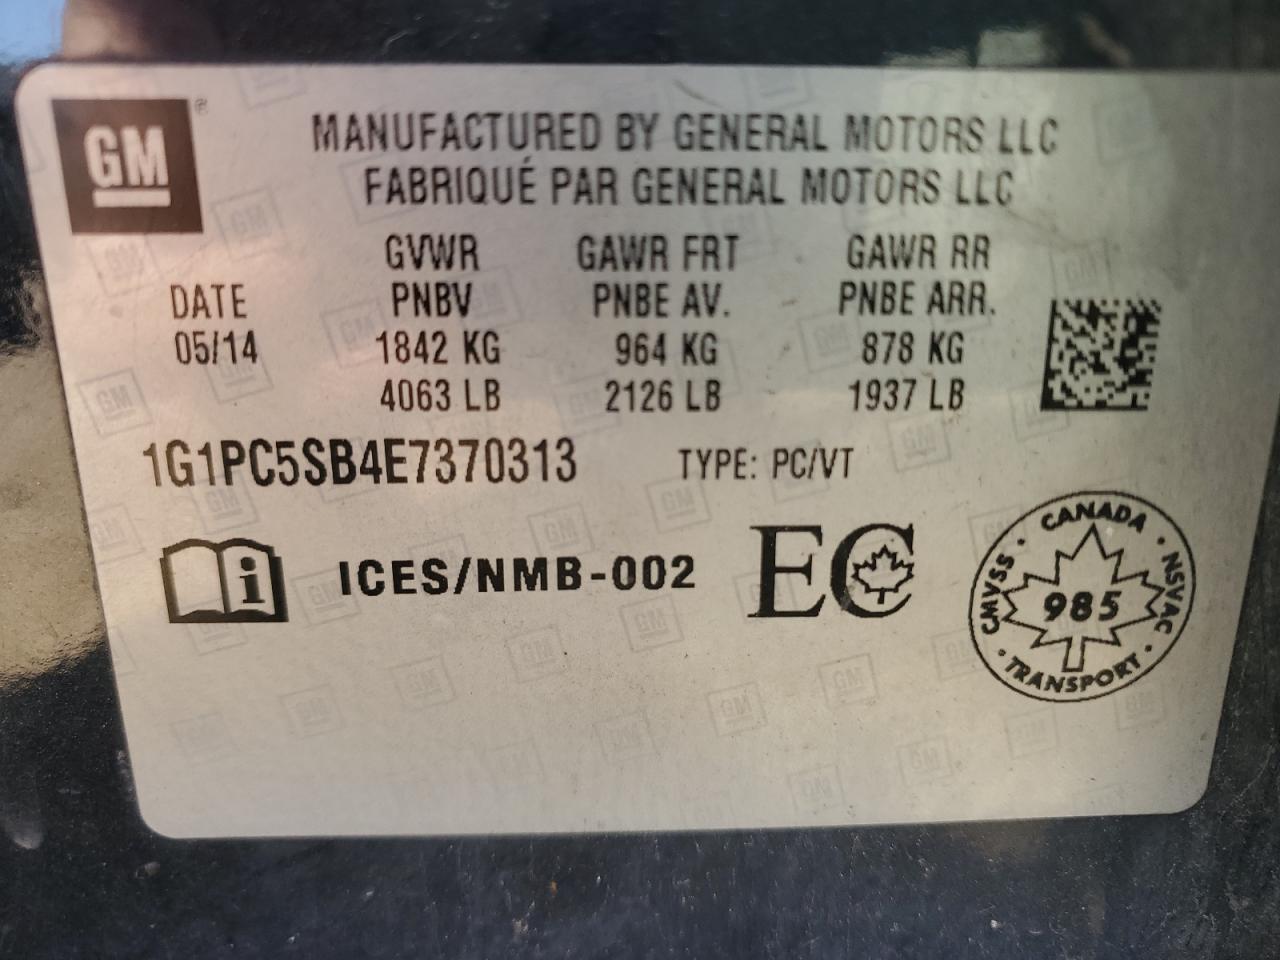 GM
MANUFACTURED BY GENERAL MOTORS LLC
FABRIQUÉ PAR GENERAL MOTORS LLC
GVWR GAWR FRT GAWR RR
DATE PNBV PNBE AV. PNBE ARR.
05/14 1842 KG 964 KG 878 KG
4063 LB 2126 LB 1937 LB
1G1PC5SB4E7370313 TYPE: PC/VT
i ICES/NMB-002 EC
CANADA · NSVAC · TRANSPORT · CMVSS ·
985